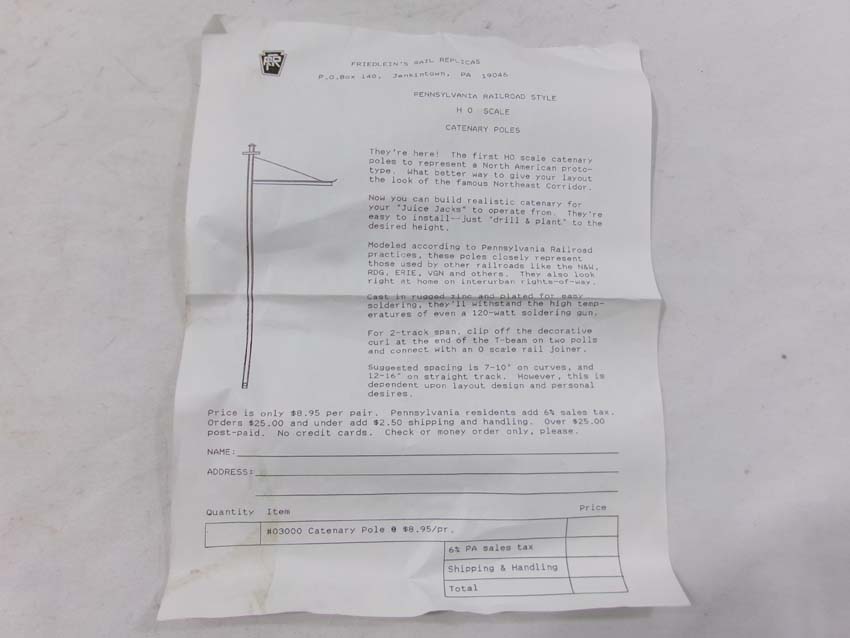 PRR
FRIEDLEIN'S RAIL REPLICAS
P.O.Box 140, Jenkintown, PA 19046
PENNSYLVANIA RAILROAD STYLE
H O SCALE
CATENARY POLES
They're here! The first HO scale catenary
poles to represent a North American proto-
type. What better way to give your layout
the look of the famous Northeast Corridor.
Now you can build realistic catenary for
your "Juice Jacks" to operate from. They're
easy to install--just "drill & plant" to the
desired height.
Modeled according to Pennsylvania Railroad
practices, these poles closely represent
those used by other railroads like the N&W,
RDG, ERIE, VGN and others. They also look
right at home on interurban rights-of-way.
Cast in rugged zinc and plated for easy
soldering, they'll withstand the high temp-
eratures of even a 120-watt soldering gun.
For 2-track span, clip off the decorative
curl at the end of the T-beam on two polls
and connect with an O scale rail joiner.
Suggested spacing is 7-10" on curves, and
12-16" on straight track. However, this is
dependent upon layout design and personal
desires.
Price is only $8.95 per pair. Pennsylvania residents add 6% sales tax.
Orders $25.00 and under add $2.50 shipping and handling. Over $25.00
post-paid. No credit cards. Check or money order only, please.
NAME:
ADDRESS:
Quantity Item Price
#03000 Catenary Pole @ $8.95/pr.
6% PA sales tax
Shipping & Handling
Total